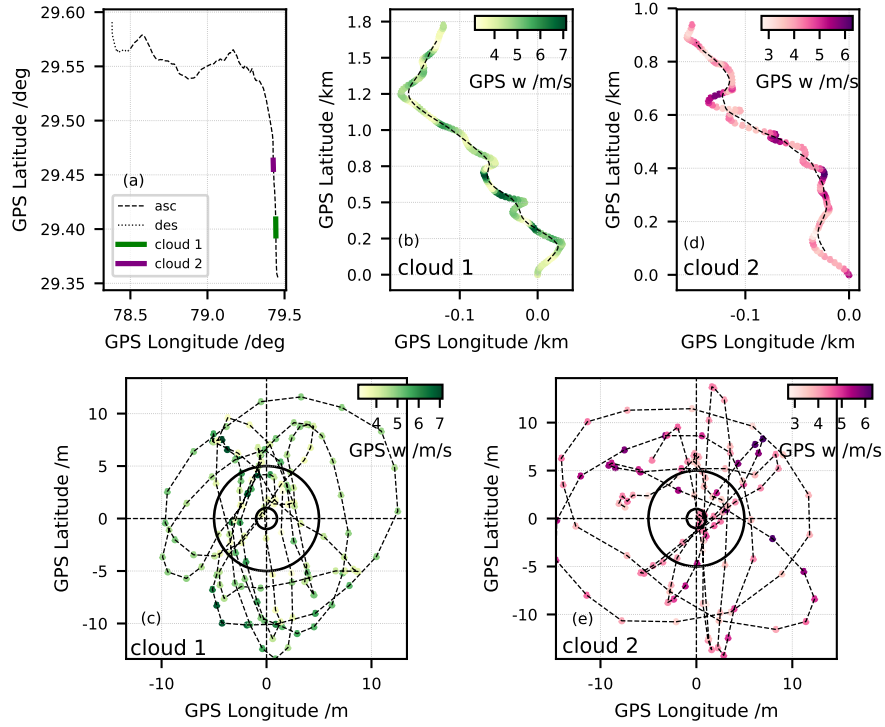 29.60
29.55
29.50
29.45
29.40
29.35
GPS Latitude /deg
(a)
asc
des
cloud 1
cloud 2
78.5
79.0
79.5
GPS Longitude /deg
1.8
1.5
1.2
1.0
0.8
0.5
0.2
0.0
GPS Latitude /km
4
5
6
7
GPS w /m/s
(b)
cloud 1
-0.1
0.0
GPS Longitude /km
1.0
0.8
0.6
0.4
0.2
0.0
GPS Latitude /km
3
4
5
6
GPS w /m/s
(d)
cloud 2
-0.1
0.0
GPS Longitude /km
10
5
0
-5
-10
GPS Latitude /m
4
5
6
7
GPS w /m/s
(c)
cloud 1
-10
0
10
GPS Longitude /m
10
5
0
-5
-10
GPS Latitude /m
3
4
5
6
GPS w /m/s
(e)
cloud 2
-10
0
10
GPS Longitude /m